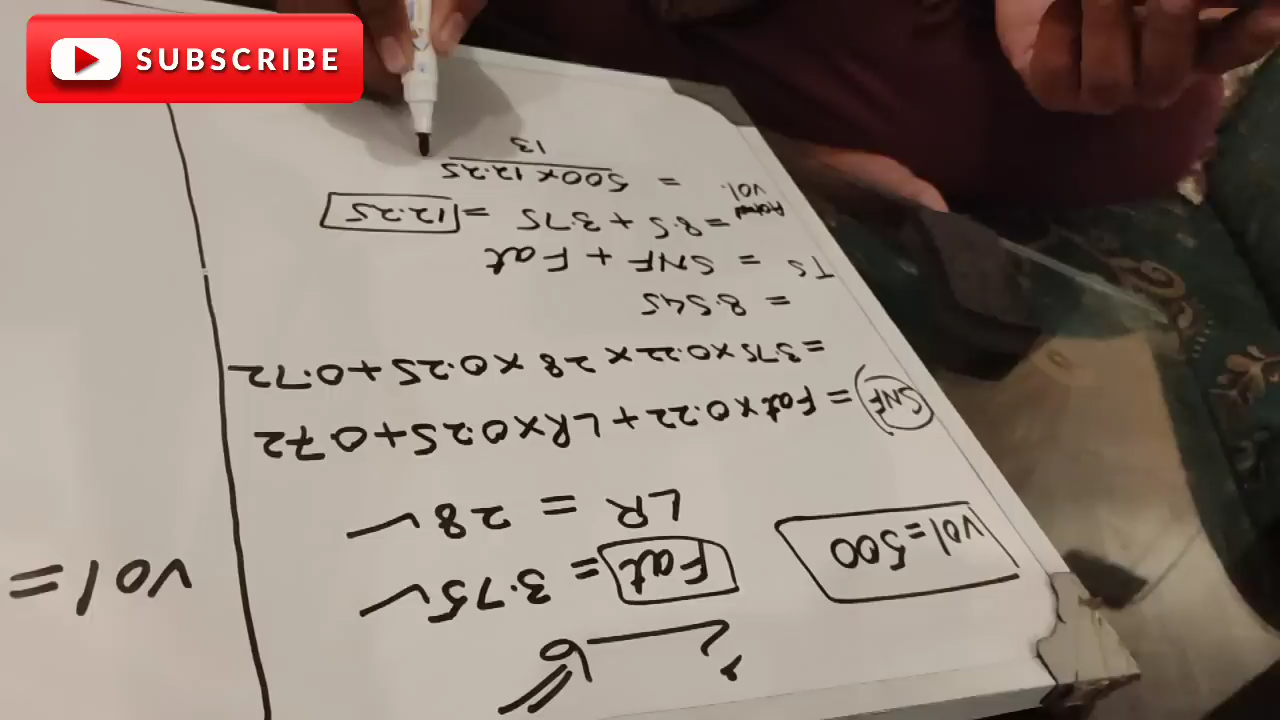 SUBSCRIBE
Fat = 3.75
Vol = 500
LR = 28
SNF = Fat x 0.22 + LR x 0.25 + 0.72
= 3.75 x 0.22 x 28 x 0.25 + 0.72
= 8.545
TS = SNF + Fat
= 8.5 + 3.75 = 12.25
Vol. = 500 x 12.25
13
Vol =